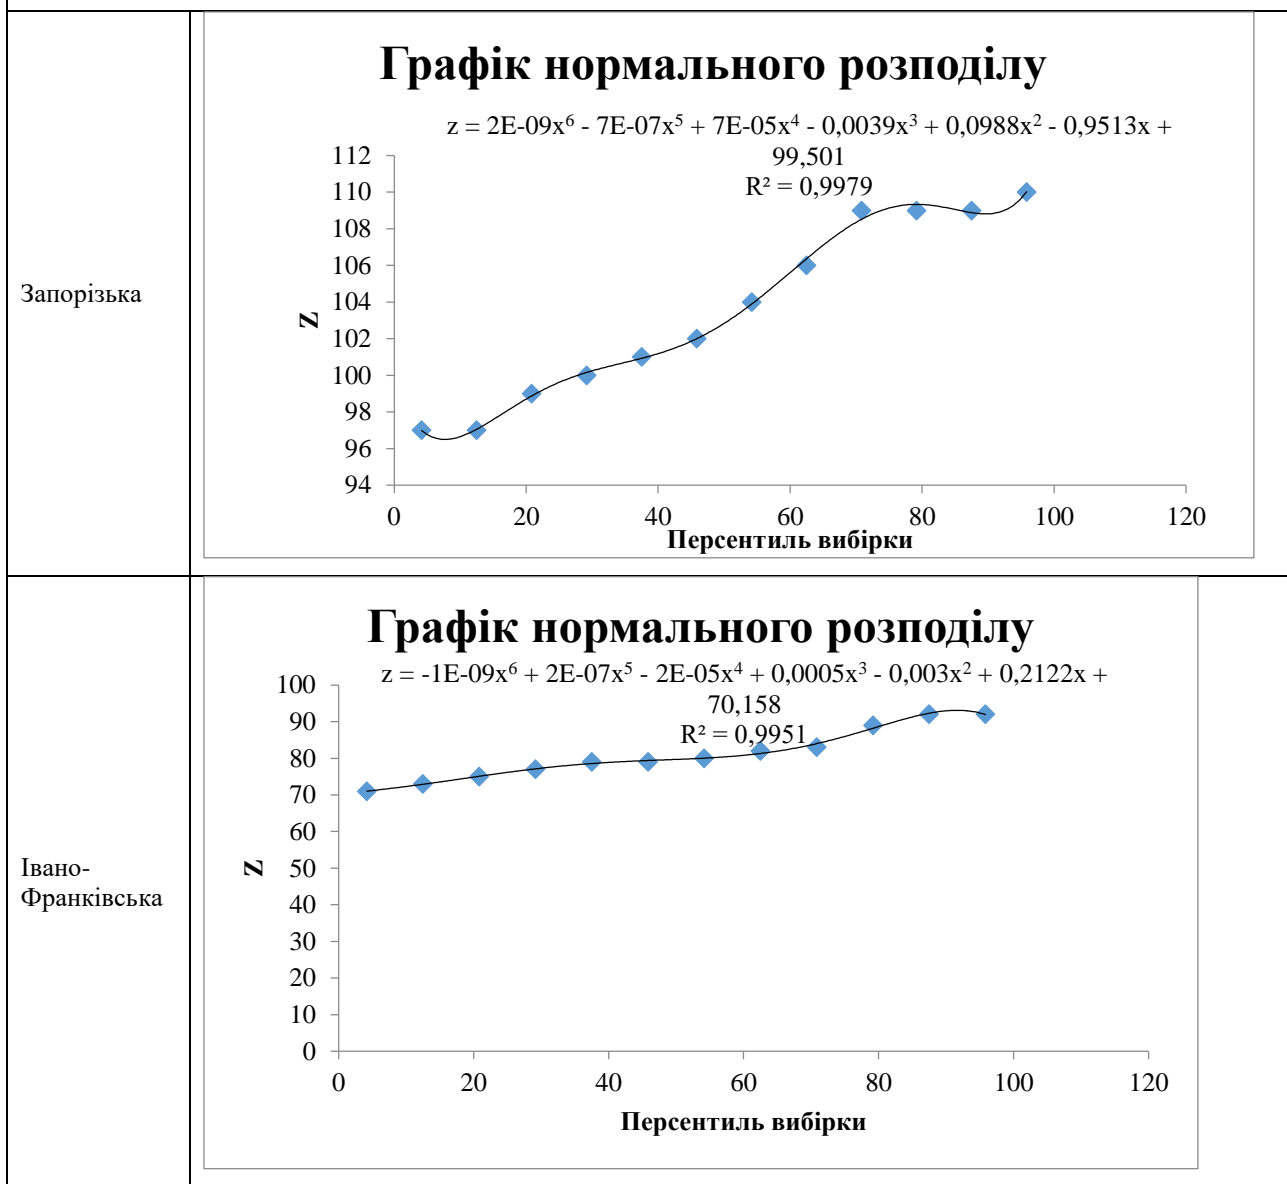 Запорізька
Графік нормального розподілу
z = 2E-09x⁶ - 7E-07x⁵ + 7E-05x⁴ - 0,0039x³ + 0,0988x² - 0,9513x +
99,501
R² = 0,9979
112
110
108
106
104
102
100
98
96
94
Z
0 20 40 60 80 100 120
Персентиль вибірки
Івано-
Франківська
Графік нормального розподілу
z = -1E-09x⁶ + 2E-07x⁵ - 2E-05x⁴ + 0,0005x³ - 0,003x² + 0,2122x +
70,158
R² = 0,9951
100
90
80
70
60
50
40
30
20
10
0
Z
0 20 40 60 80 100 120
Персентиль вибірки